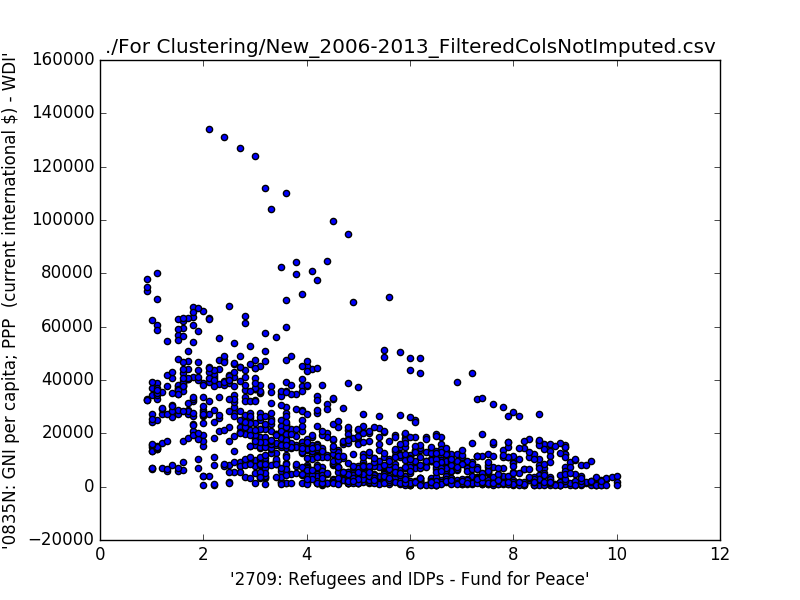 ./For Clustering/New_2006-2013_FilteredColsNotImputed.csv
'0835N: GNI per capita; PPP  (current international $) - WDI'
160000
140000
120000
100000
80000
60000
40000
20000
0
−20000
0 2 4 6 8 10 12
'2709: Refugees and IDPs - Fund for Peace'